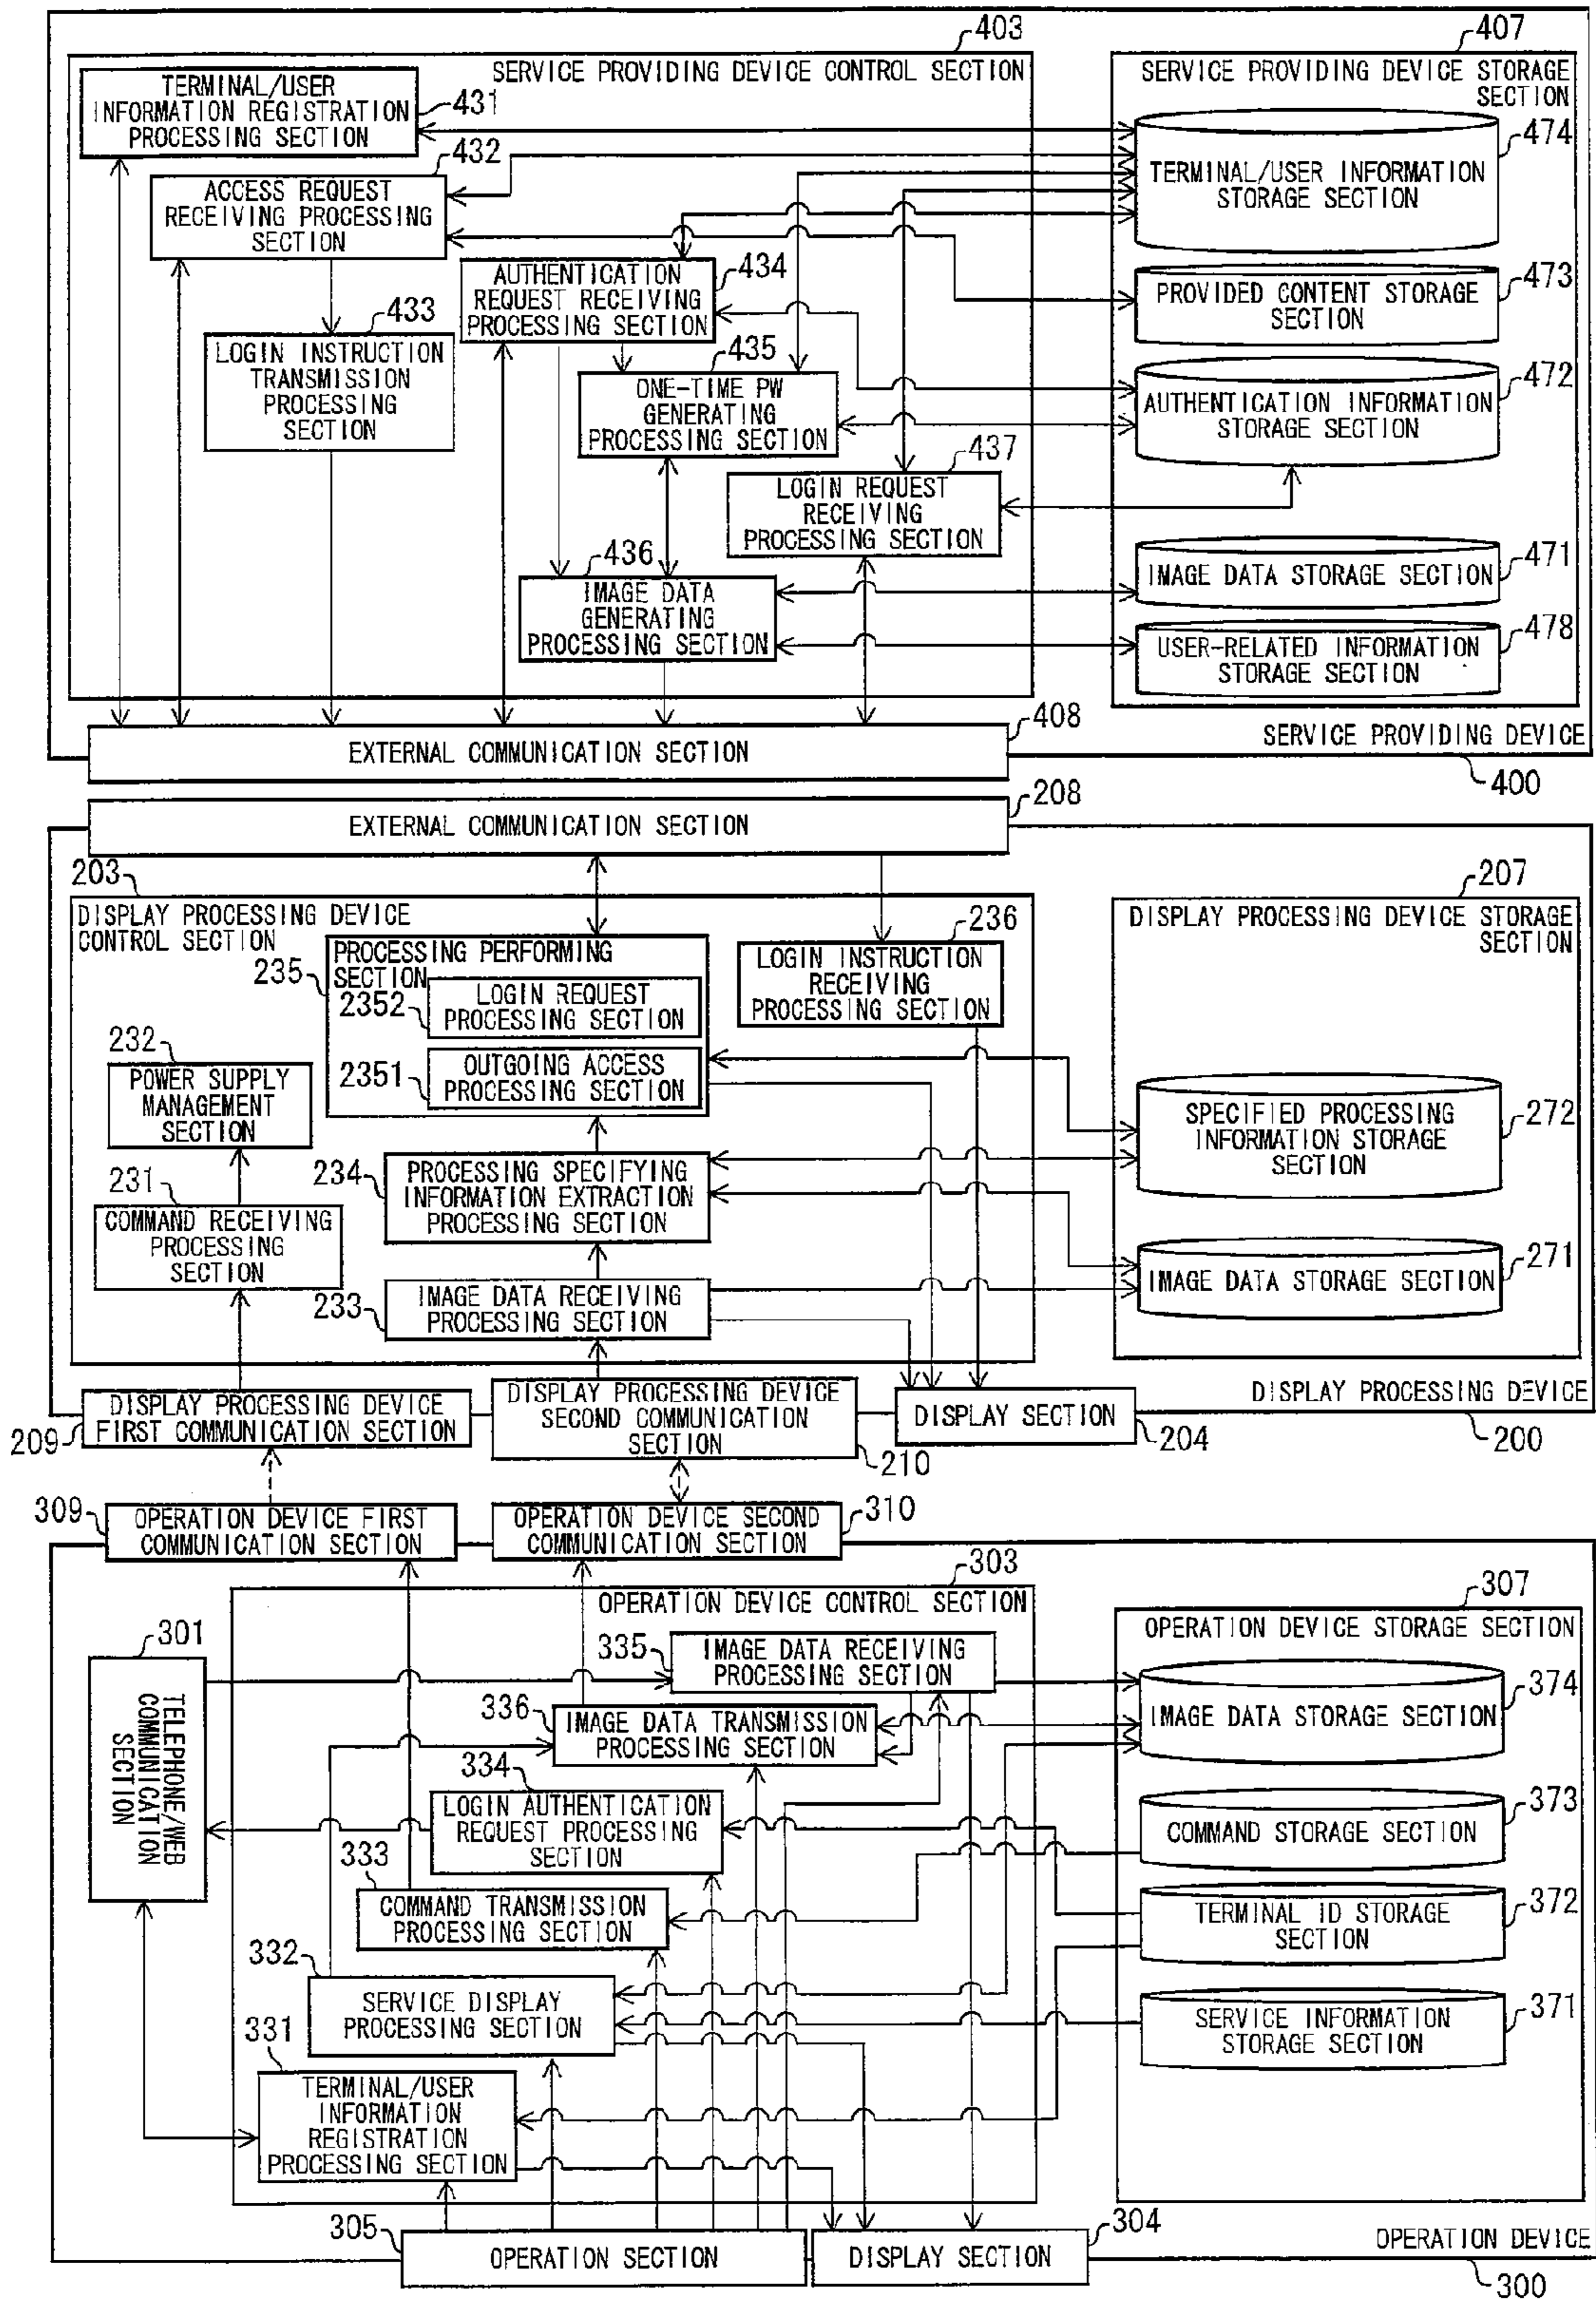 403
407
SERVICE PROVIDING DEVICE CONTROL SECTION
SERVICE PROVIDING DEVICE STORAGE
SECTION
TERMINAL/USER
INFORMATION REGISTRATION
PROCESSING SECTION
431
474
TERMINAL/USER INFORMATION
STORAGE SECTION
432
ACCESS REQUEST
RECEIVING PROCESSING
SECTION
434
AUTHENTICATION
REQUEST RECEIVING
PROCESSING SECTION
473
PROVIDED CONTENT STORAGE
SECTION
433
LOGIN INSTRUCTION
TRANSMISSION
PROCESSING
SECTION
435
ONE-TIME PW
GENERATING
PROCESSING SECTION
472
AUTHENTICATION INFORMATION
STORAGE SECTION
437
LOGIN REQUEST
RECEIVING
PROCESSING SECTION
436
IMAGE DATA
GENERATING
PROCESSING SECTION
471
IMAGE DATA STORAGE SECTION
478
USER-RELATED INFORMATION
STORAGE SECTION
408
EXTERNAL COMMUNICATION SECTION
SERVICE PROVIDING DEVICE
400
208
EXTERNAL COMMUNICATION SECTION
203
207
DISPLAY PROCESSING DEVICE
CONTROL SECTION
DISPLAY PROCESSING DEVICE STORAGE
SECTION
235
PROCESSING PERFORMING
SECTION
2352
LOGIN REQUEST
PROCESSING SECTION
2351
OUTGOING ACCESS
PROCESSING SECTION
236
LOGIN INSTRUCTION
RECEIVING
PROCESSING SECTION
232
POWER SUPPLY
MANAGEMENT
SECTION
272
SPECIFIED PROCESSING
INFORMATION STORAGE
SECTION
231
COMMAND RECEIVING
PROCESSING
SECTION
234
PROCESSING SPECIFYING
INFORMATION EXTRACTION
PROCESSING SECTION
271
IMAGE DATA STORAGE SECTION
233
IMAGE DATA RECEIVING
PROCESSING SECTION
209
DISPLAY PROCESSING DEVICE
FIRST COMMUNICATION SECTION
DISPLAY PROCESSING DEVICE
SECOND COMMUNICATION
SECTION
210
DISPLAY SECTION
204
DISPLAY PROCESSING DEVICE
200
309
OPERATION DEVICE FIRST
COMMUNICATION SECTION
310
OPERATION DEVICE SECOND
COMMUNICATION SECTION
303
307
OPERATION DEVICE CONTROL SECTION
OPERATION DEVICE STORAGE SECTION
301
TELEPHONE/WEB
COMMUNICATION
SECTION
335
IMAGE DATA RECEIVING
PROCESSING SECTION
374
IMAGE DATA STORAGE SECTION
336
IMAGE DATA TRANSMISSION
PROCESSING SECTION
334
LOGIN AUTHENTICATION
REQUEST PROCESSING
SECTION
373
COMMAND STORAGE SECTION
333
COMMAND TRANSMISSION
PROCESSING SECTION
372
TERMINAL ID STORAGE
SECTION
332
SERVICE DISPLAY
PROCESSING SECTION
371
SERVICE INFORMATION
STORAGE SECTION
331
TERMINAL/USER
INFORMATION
REGISTRATION
PROCESSING SECTION
305
OPERATION SECTION
304
DISPLAY SECTION
OPERATION DEVICE
300